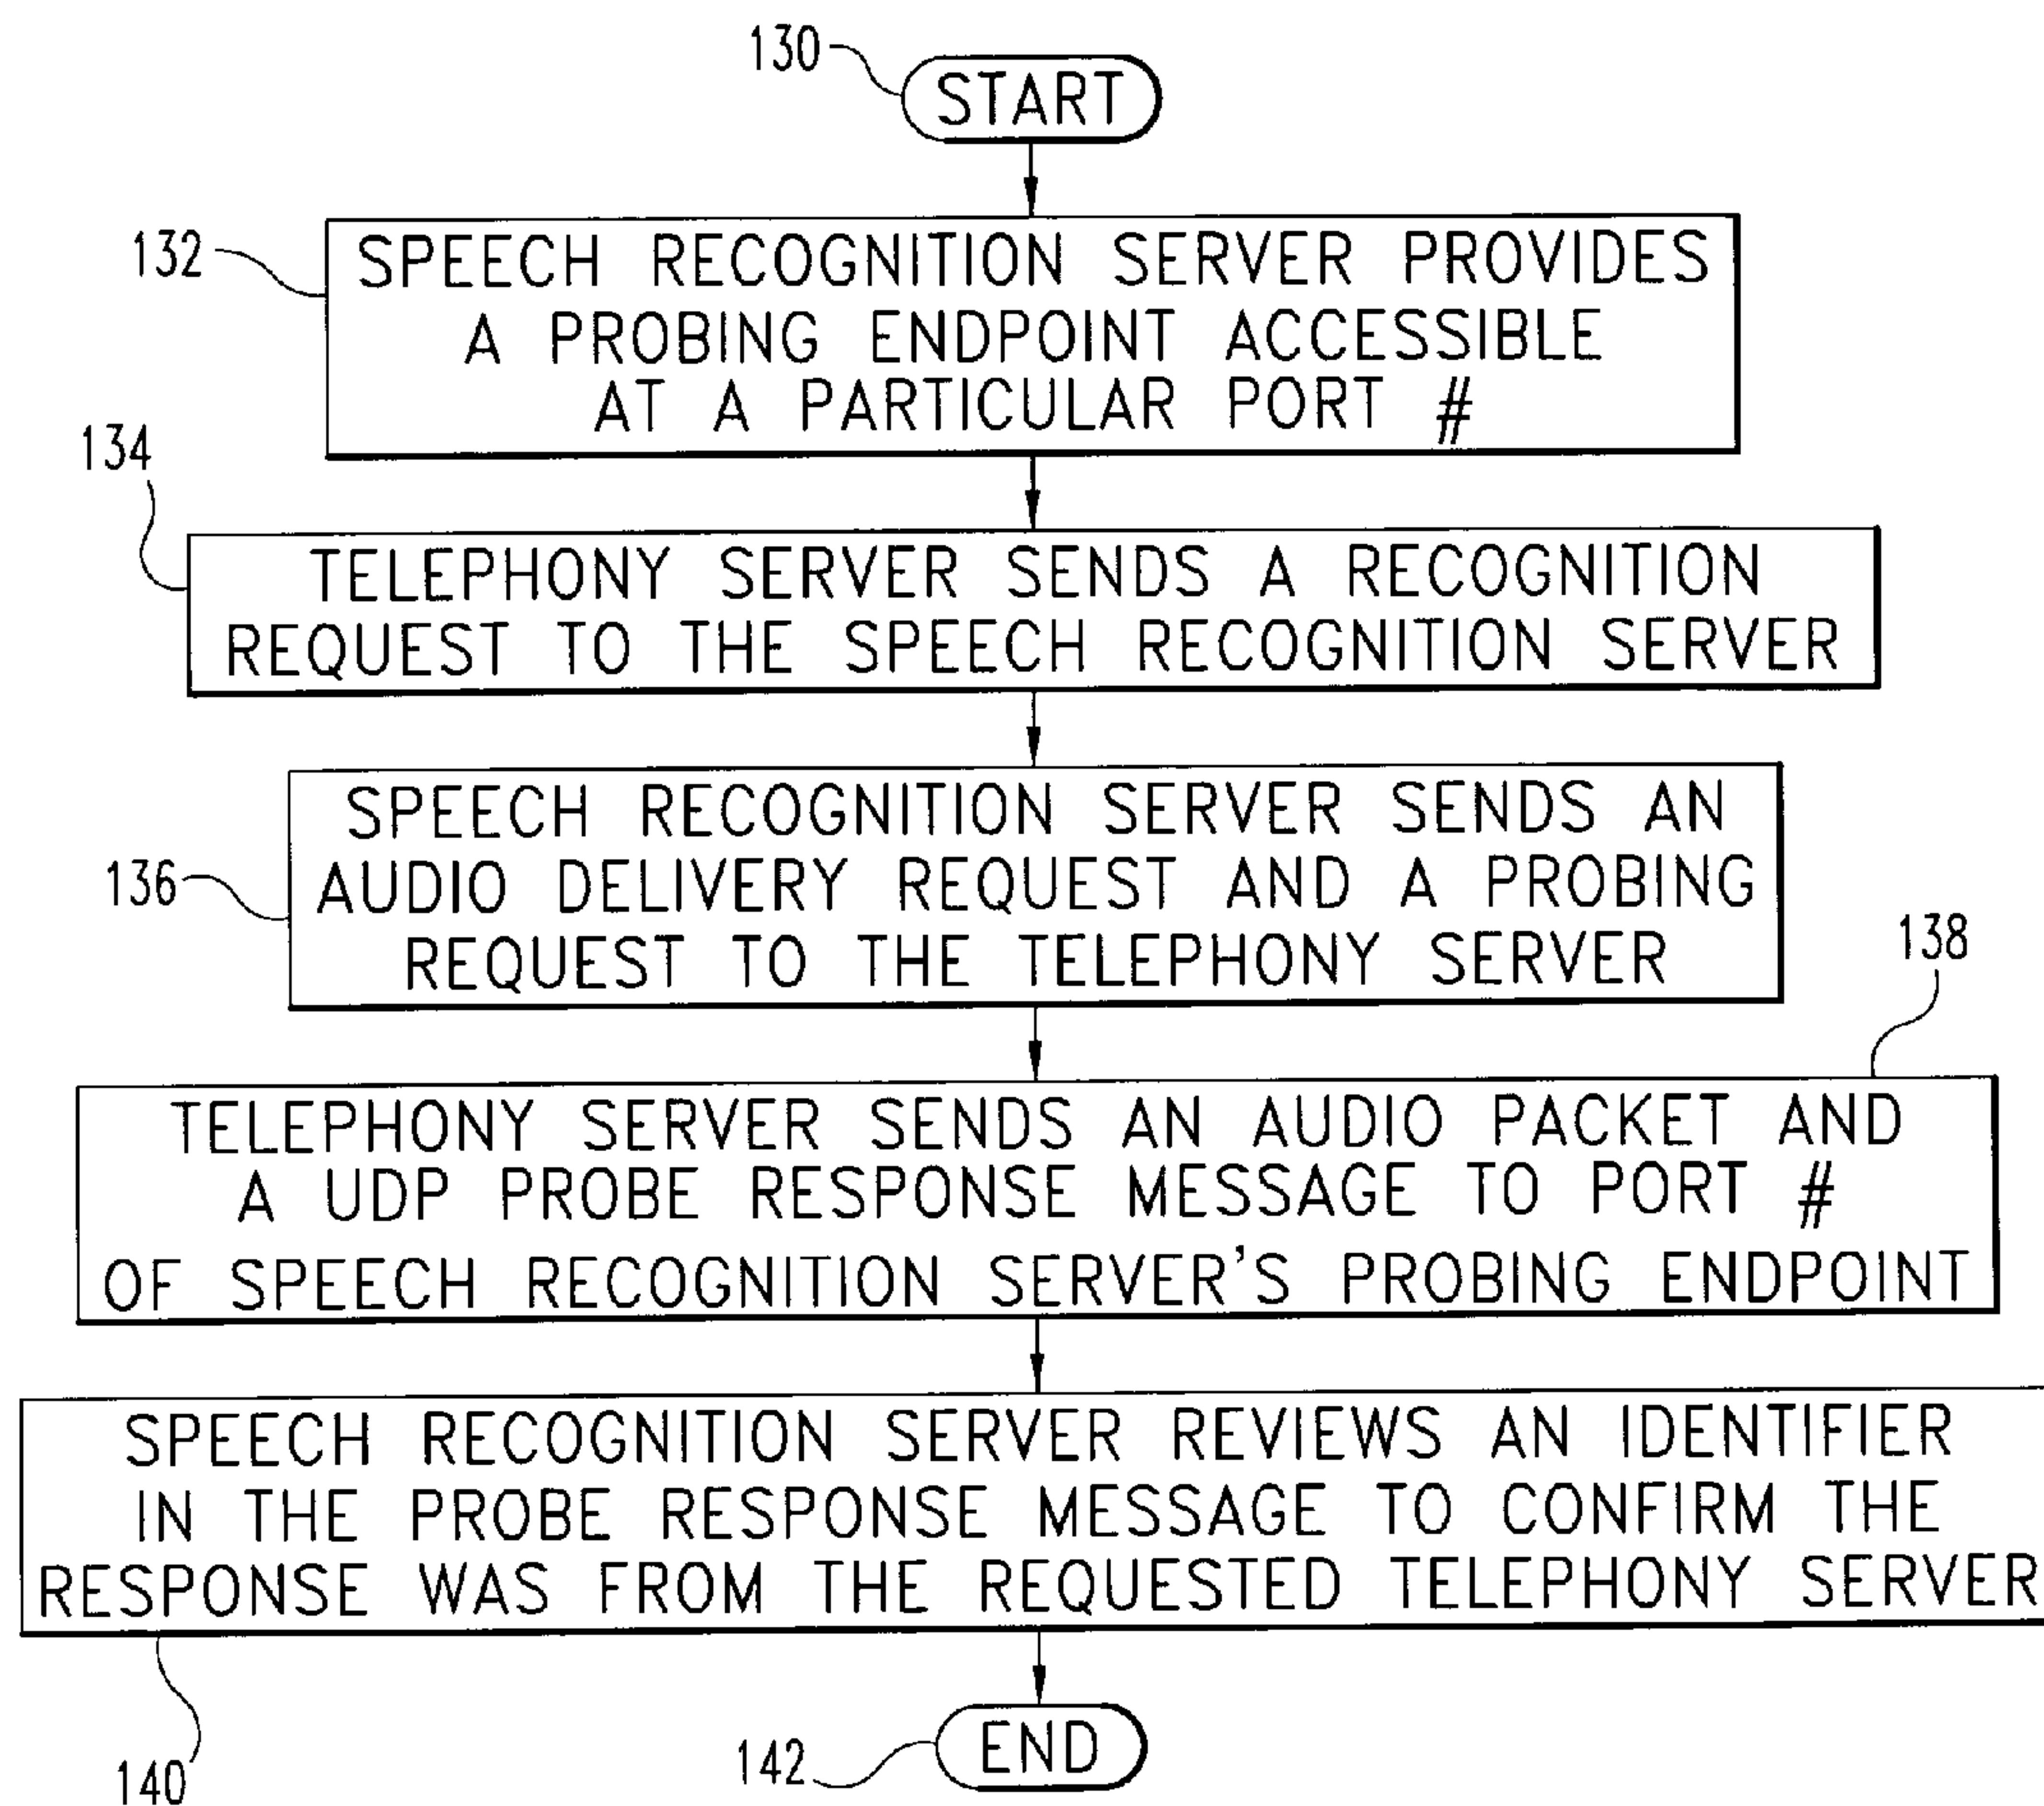 130
START
132
SPEECH RECOGNITION SERVER PROVIDES
A PROBING ENDPOINT ACCESSIBLE
AT A PARTICULAR PORT #
134
TELEPHONY SERVER SENDS A RECOGNITION
REQUEST TO THE SPEECH RECOGNITION SERVER
136
SPEECH RECOGNITION SERVER SENDS AN
AUDIO DELIVERY REQUEST AND A PROBING
REQUEST TO THE TELEPHONY SERVER
138
TELEPHONY SERVER SENDS AN AUDIO PACKET AND
A UDP PROBE RESPONSE MESSAGE TO PORT #
OF SPEECH RECOGNITION SERVER'S PROBING ENDPOINT
SPEECH RECOGNITION SERVER REVIEWS AN IDENTIFIER
IN THE PROBE RESPONSE MESSAGE TO CONFIRM THE
RESPONSE WAS FROM THE REQUESTED TELEPHONY SERVER
140
142
END